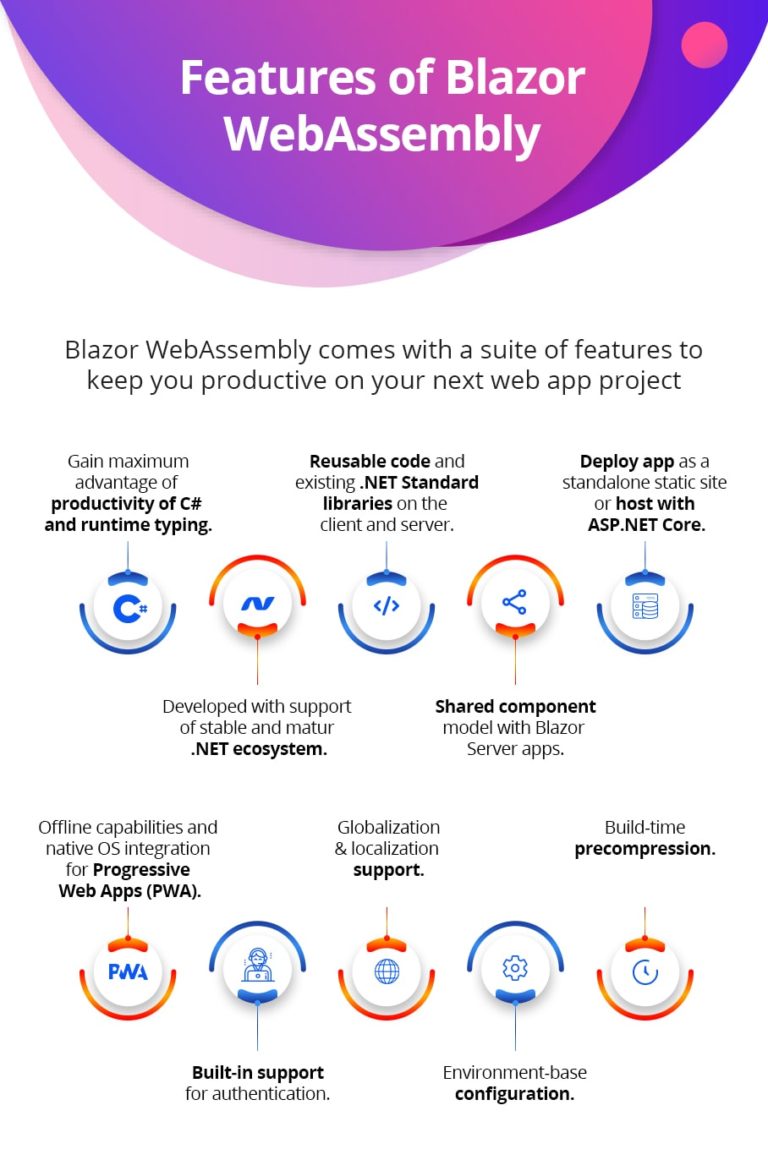 Features of Blazor
WebAssembly
Blazor WebAssembly comes with a suite of features to
keep you productive on your next web app project
Gain maximum
advantage of
productivity of C#
and runtime typing.
Reusable code and
existing .NET Standard
libraries on the
client and server.
Deploy app as a
standalone static site
or host with
ASP.NET Core.
C#
Developed with support
of stable and matur
.NET ecosystem.
Shared component
model with Blazor
Server apps.
Offline capabilities and
native OS integration
for Progressive
Web Apps (PWA).
Globalization
& localization
support.
Build-time
precompression.
PWA
Built-in support
for authentication.
Environment-base
configuration.